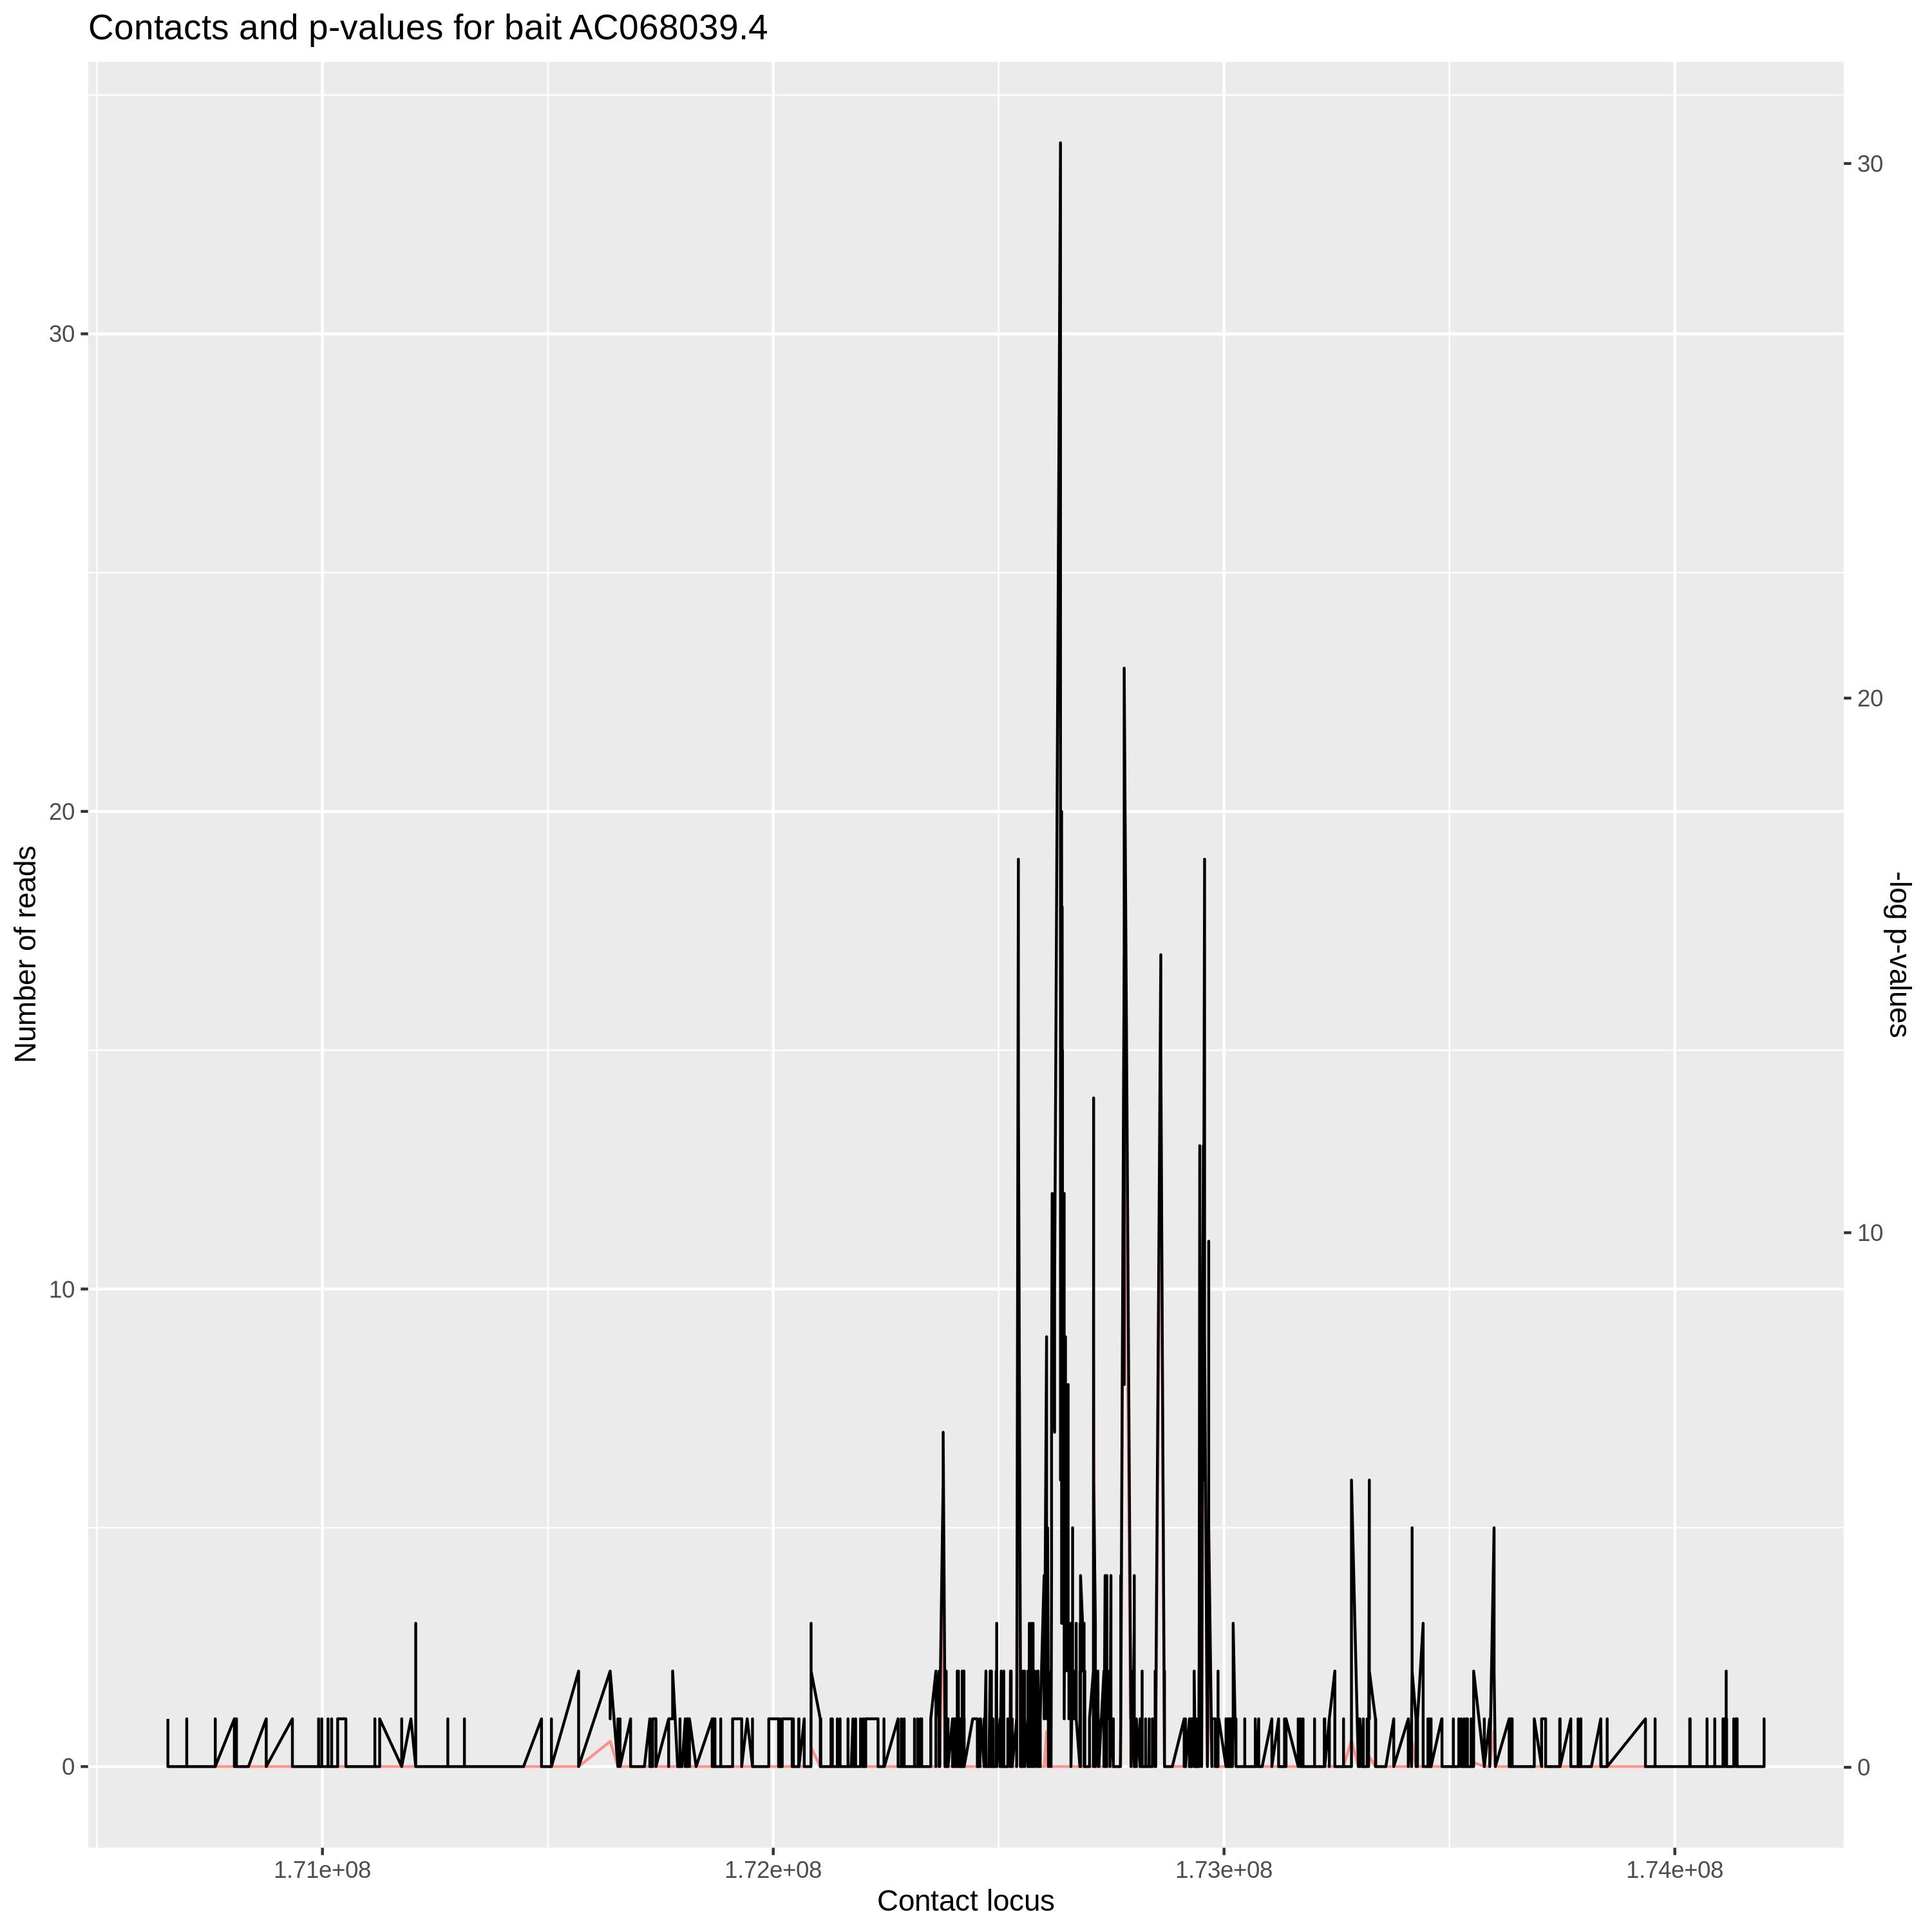 Contacts and p-values for bait AC068039.4
30
20
10
0
30
20
10
0
Number of reads
-log p-values
1.71e+08
1.72e+08
1.73e+08
1.74e+08
Contact locus